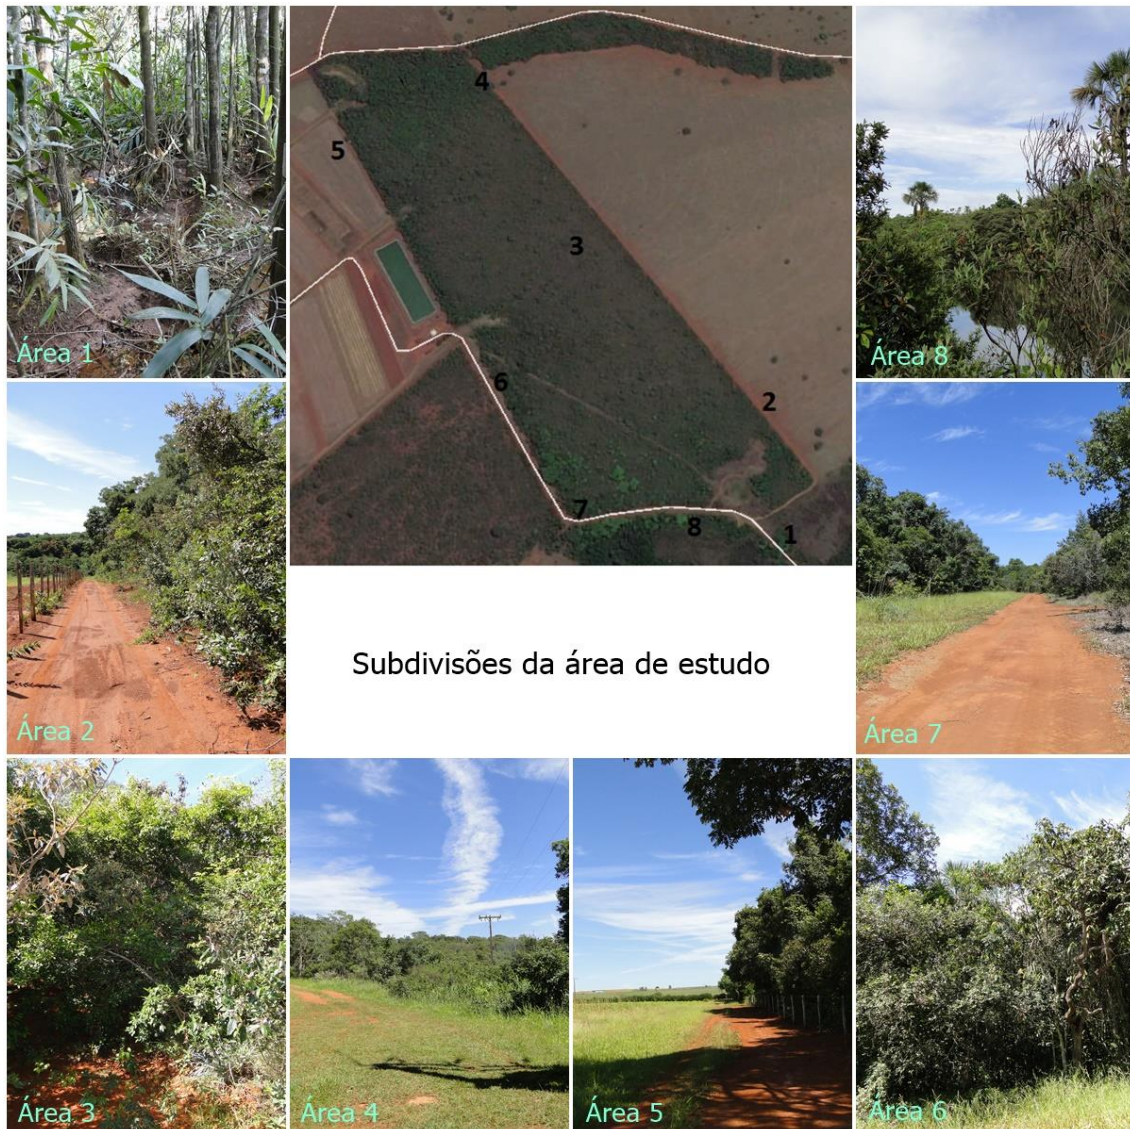 4
5
3
2
6
7
8
1
Área 1
Área 8
Área 2
Subdivisões da área de estudo
Área 7
Área 3
Área 4
Área 5
Área 6